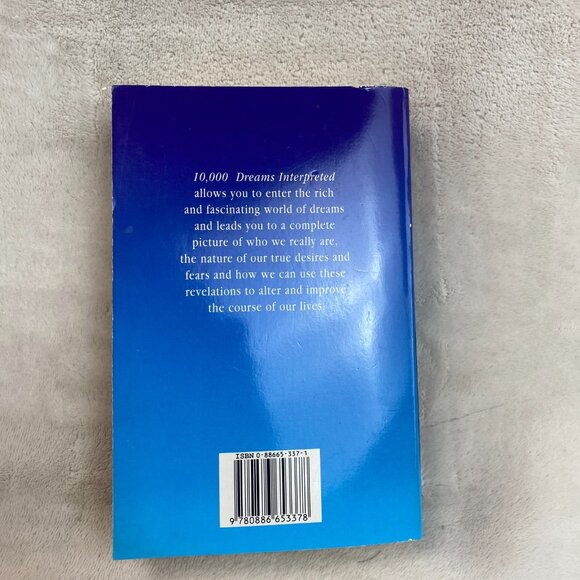 10,000 Dreams Interpreted
allows you to enter the rich
and fascinating world of dreams
and leads you to a complete
picture of who we really are,
the nature of our true desires and
fears and how we can use these
revelations to alter and improve
the course of our lives.
ISBN 0-88665-337-1
9 780886 653378